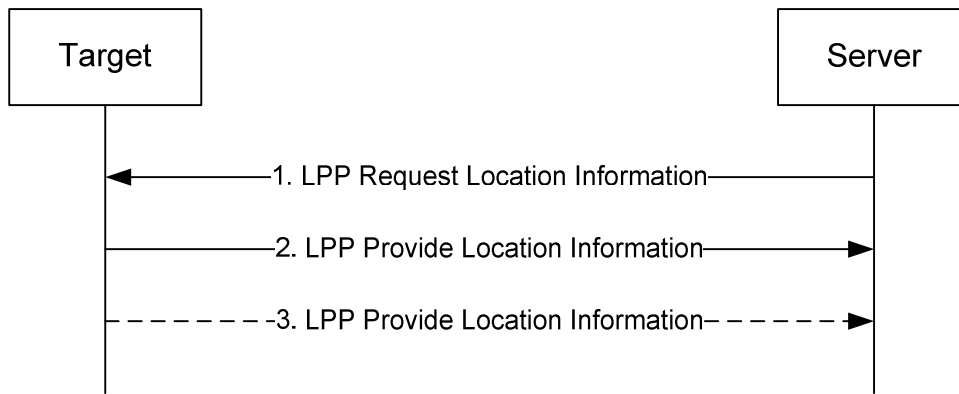 Target
Server
1. LPP Request Location Information
2. LPP Provide Location Information
3. LPP Provide Location Information